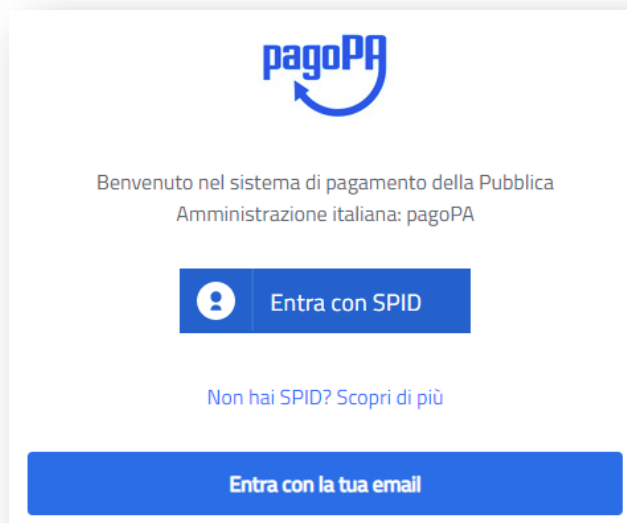 pagoPA
Benvenuto nel sistema di pagamento della Pubblica
Amministrazione italiana: pagoPA
Entra con SPID
Non hai SPID? Scopri di più
Entra con la tua email